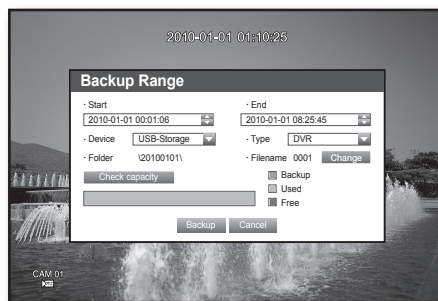 2010-01-01 01:10:25
Backup Range
· Start
· End
2010-01-01 00:01:06
2010-01-01 08:25:45
· Device USB-Storage
· Type DVR
· Folder \20100101\
· Filename 0001 Change
Check capacity
Backup
Used
Free
Backup Cancel
CAM 01